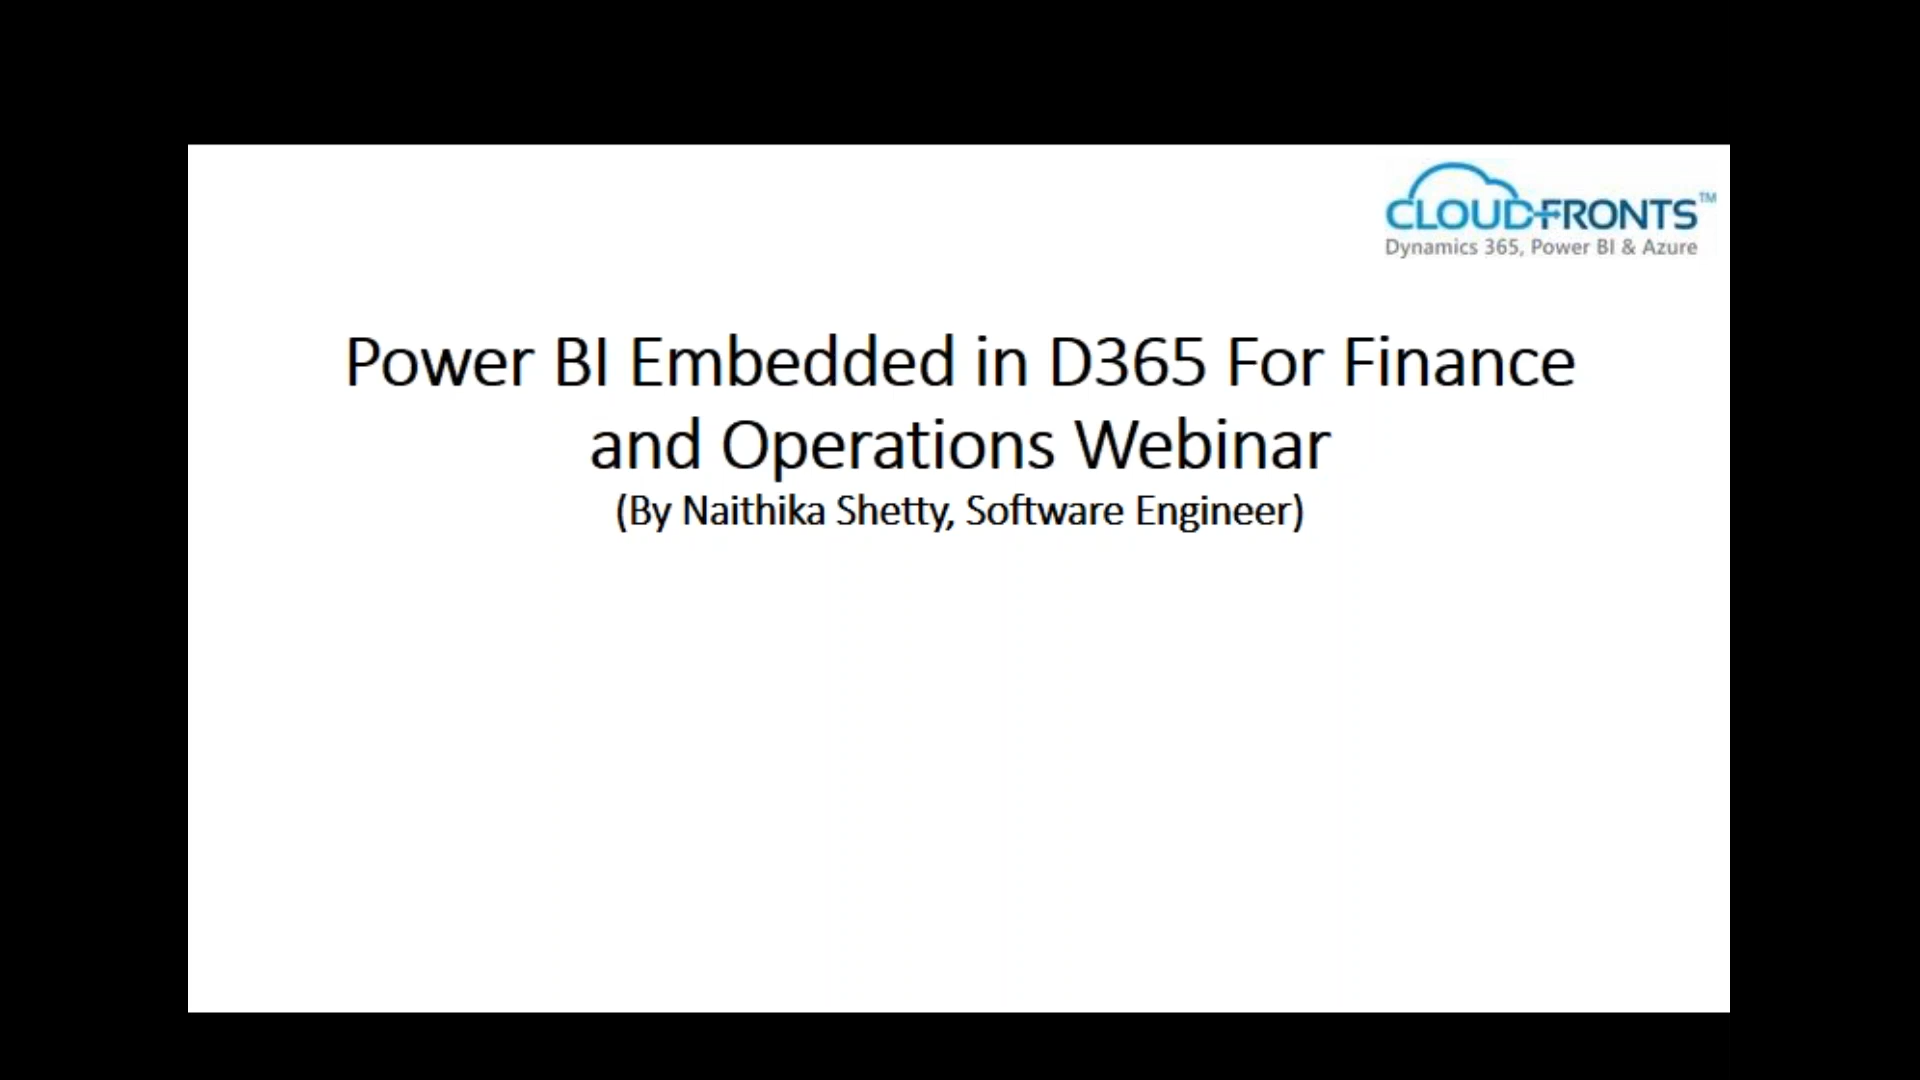 CLOUDFRONTS™
Dynamics 365, Power BI & Azure
Power BI Embedded in D365 For Finance
and Operations Webinar
(By Naithika Shetty, Software Engineer)